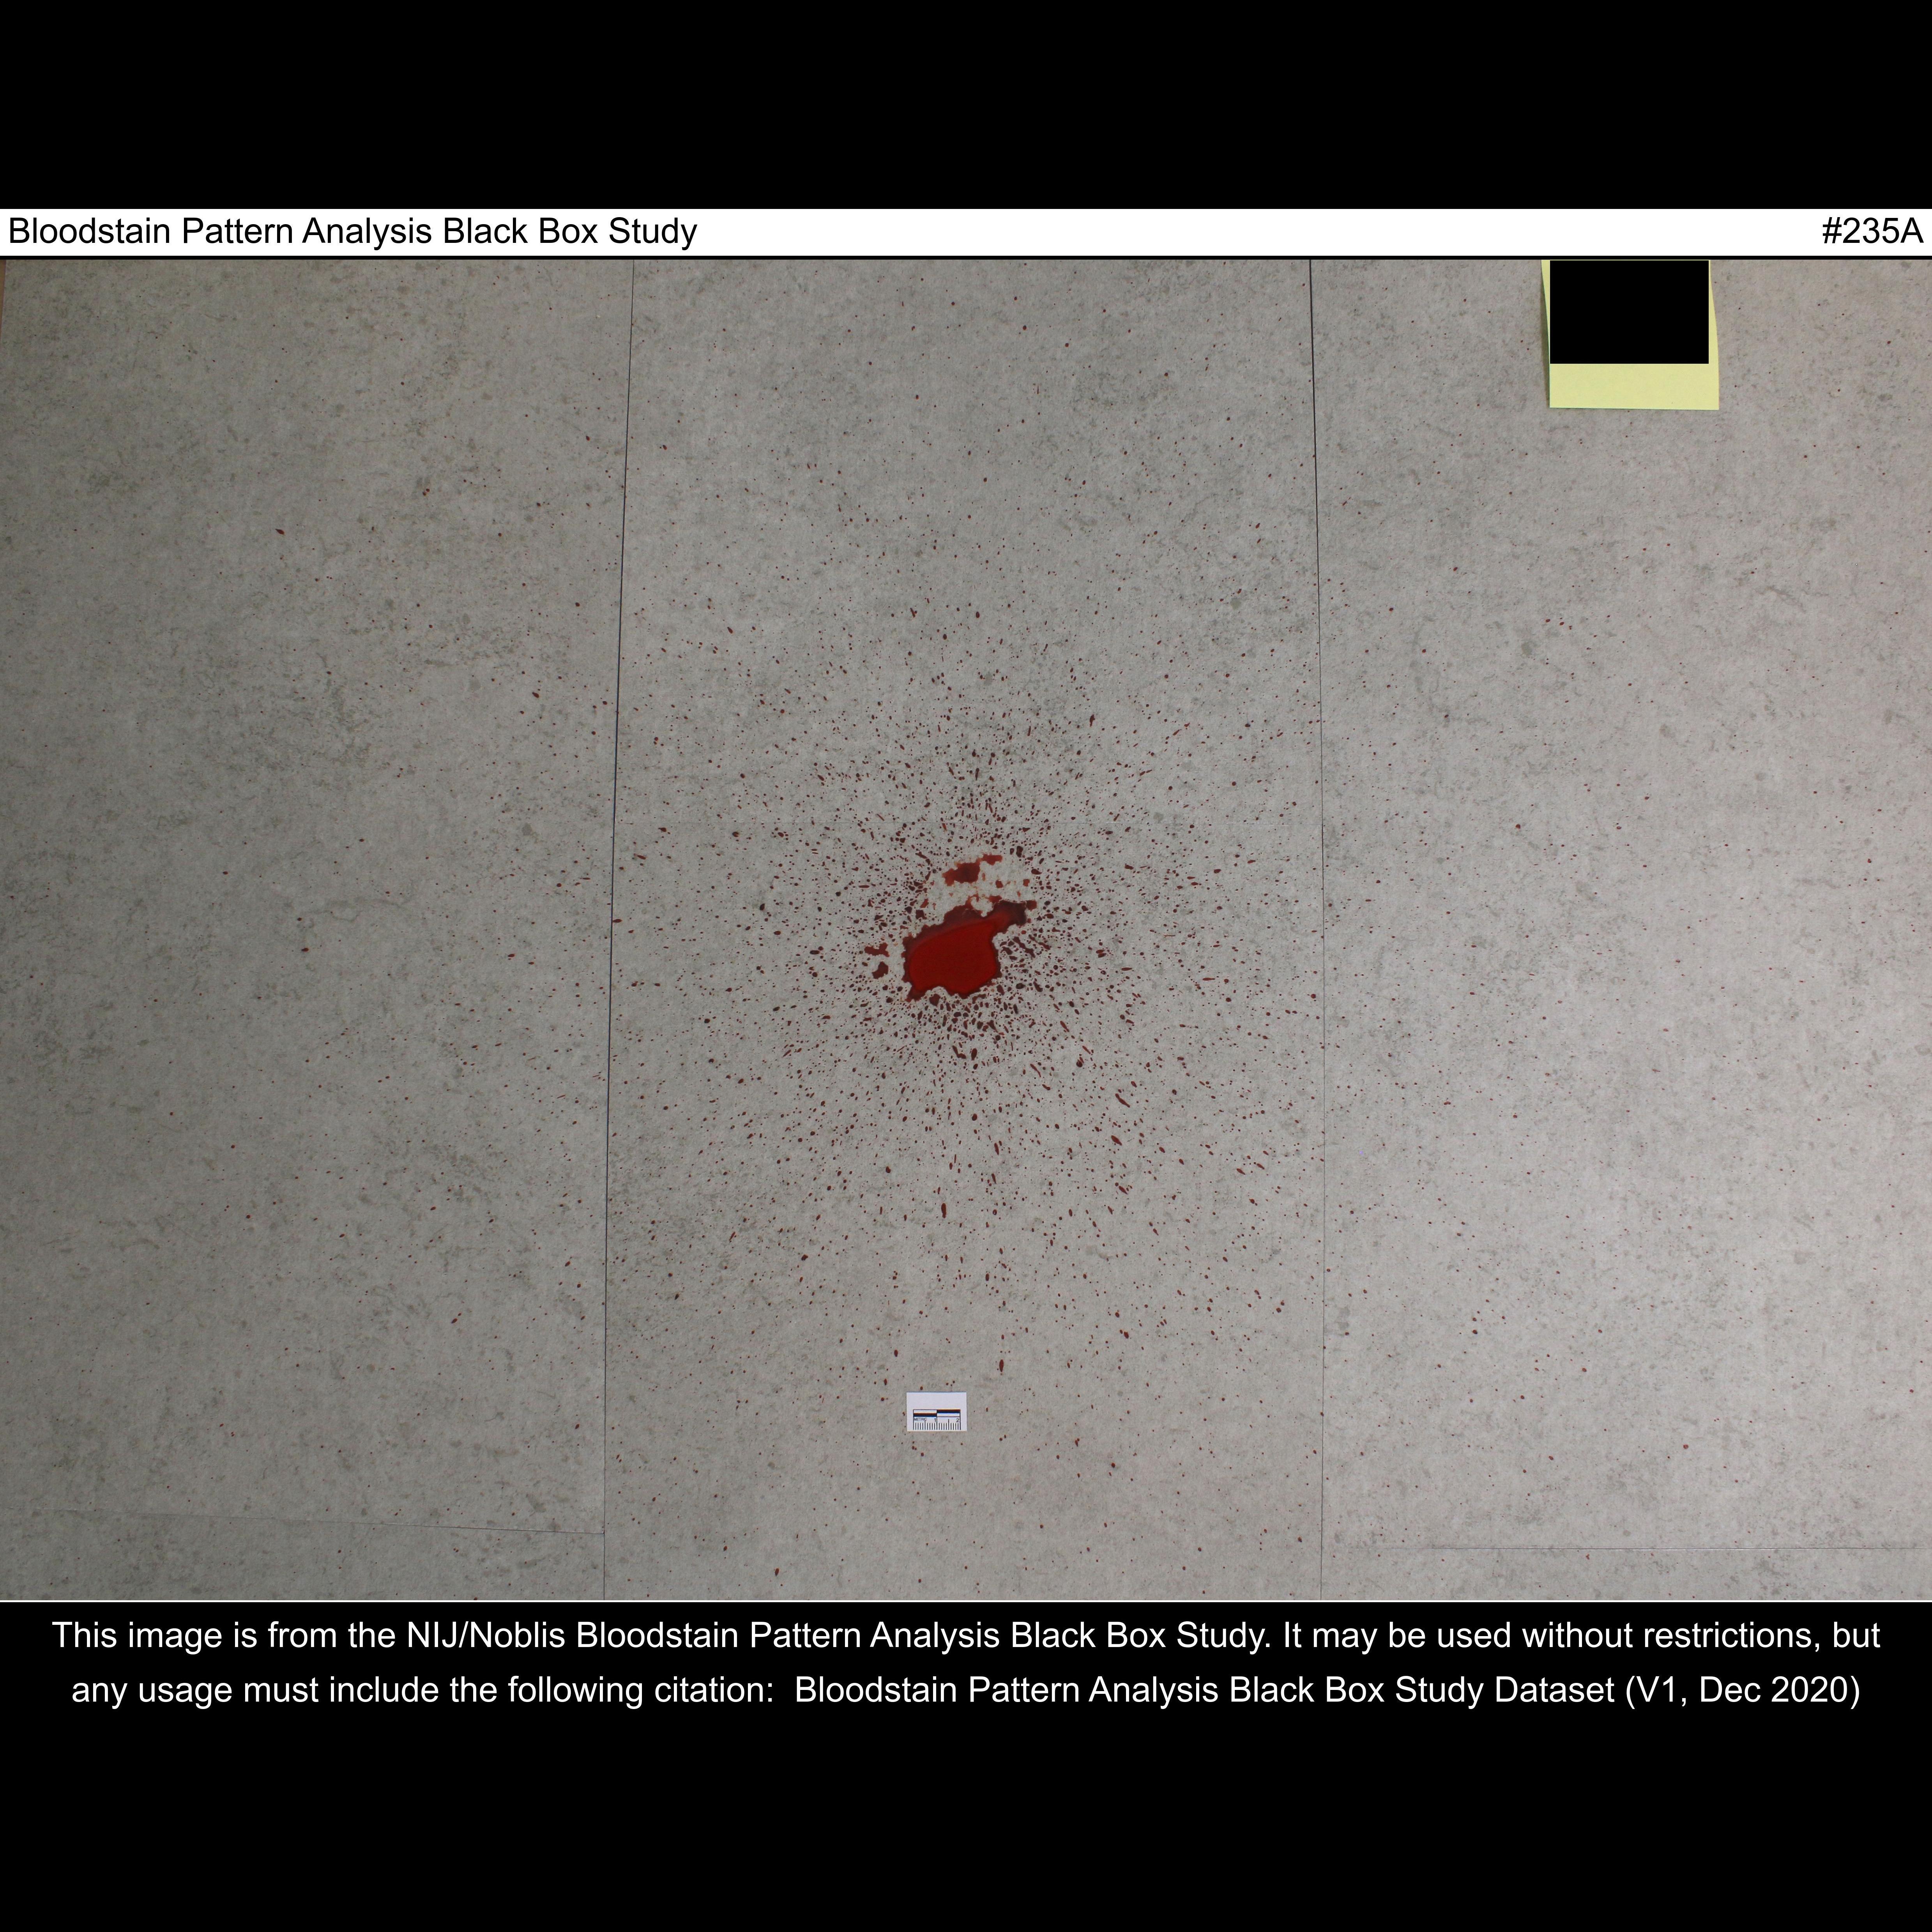 Bloodstain Pattern Analysis Black Box Study
#235A
This image is from the NIJ/Noblis Bloodstain Pattern Analysis Black Box Study. It may be used without restrictions, but
any usage must include the following citation:  Bloodstain Pattern Analysis Black Box Study Dataset (V1, Dec 2020)